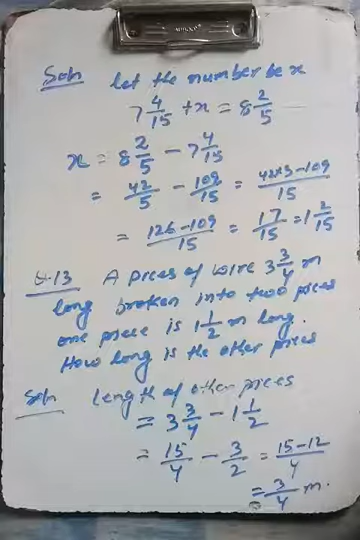 Soln let the number be x
7 4/15 + x = 8 2/5
x = 8 2/5 - 7 4/15
= 42/5 - 109/15 = 42×3-109/15
= 126-109/15 = 17/15 = 1 2/15
Q-13 A pieces of wire 3 3/4 m
long broken into two pieces
one piece is 1 1/2 m long.
How long is the other pieces
Soln Length of other pieces
= 3 3/4 - 1 1/2
= 15/4 - 3/2 = 15-12/4
= 3/4 m.